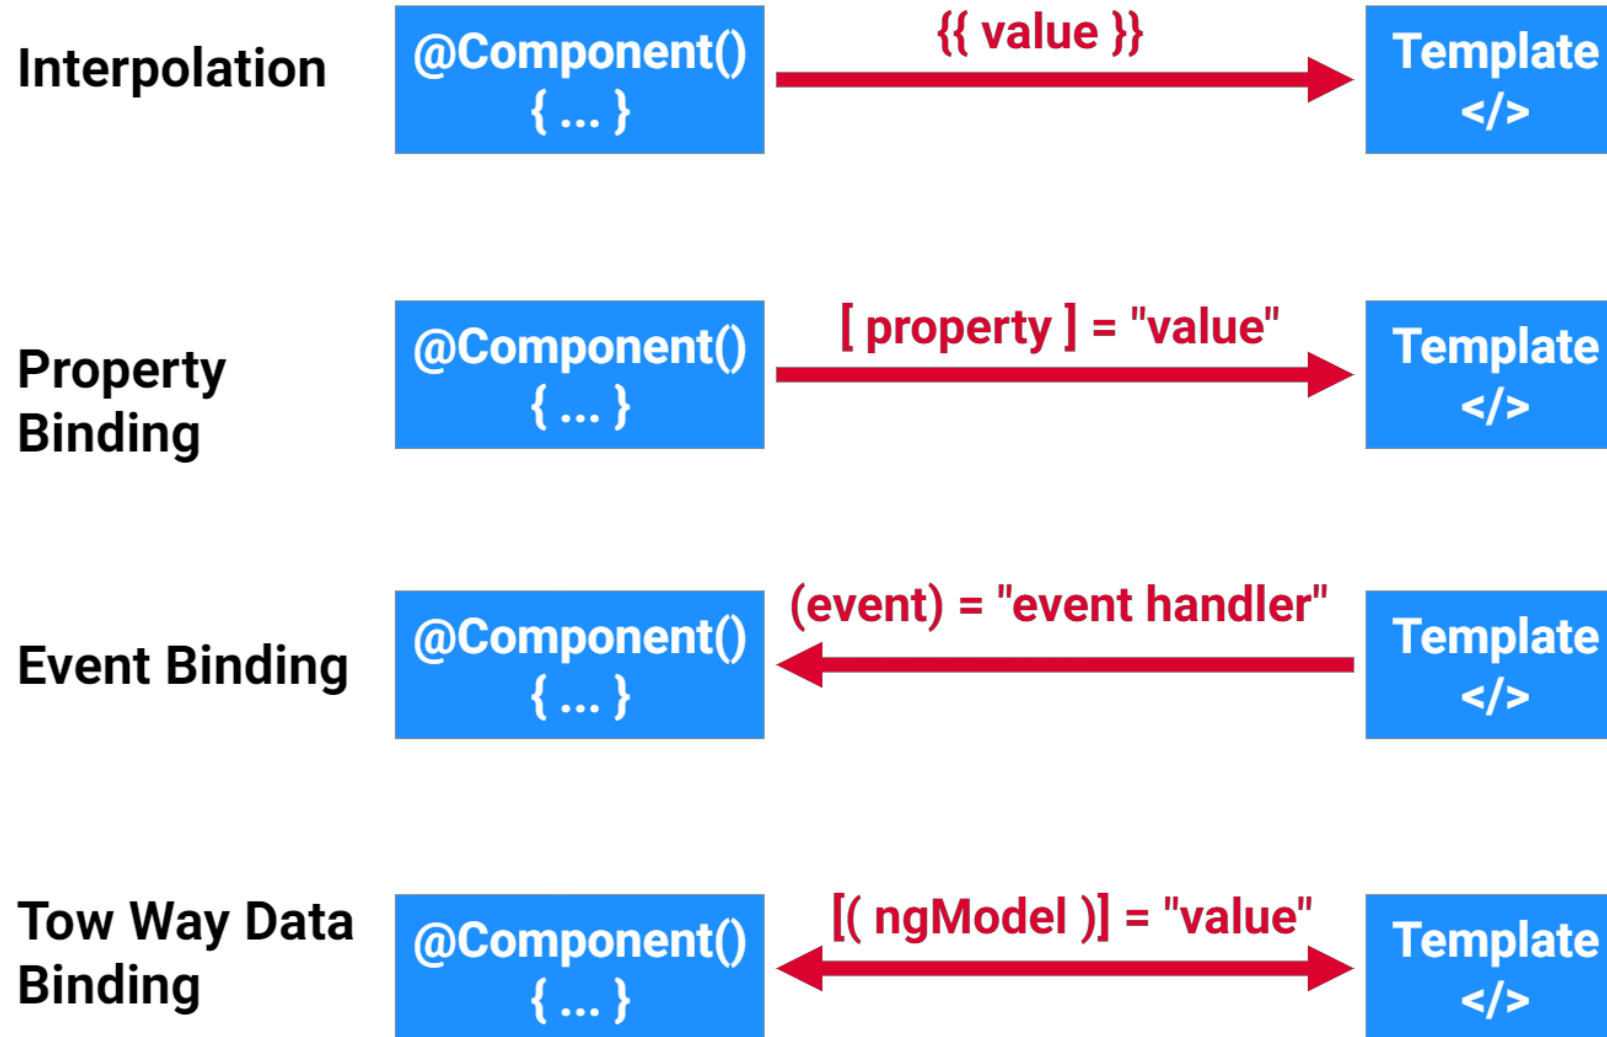 Interpolation
@Component()
{ ... }
{{ value }}
Template
</>
Property
Binding
@Component()
{ ... }
[ property ] = "value"
Template
</>
Event Binding
@Component()
{ ... }
(event) = "event handler"
Template
</>
Tow Way Data
Binding
@Component()
{ ... }
[( ngModel )] = "value"
Template
</>